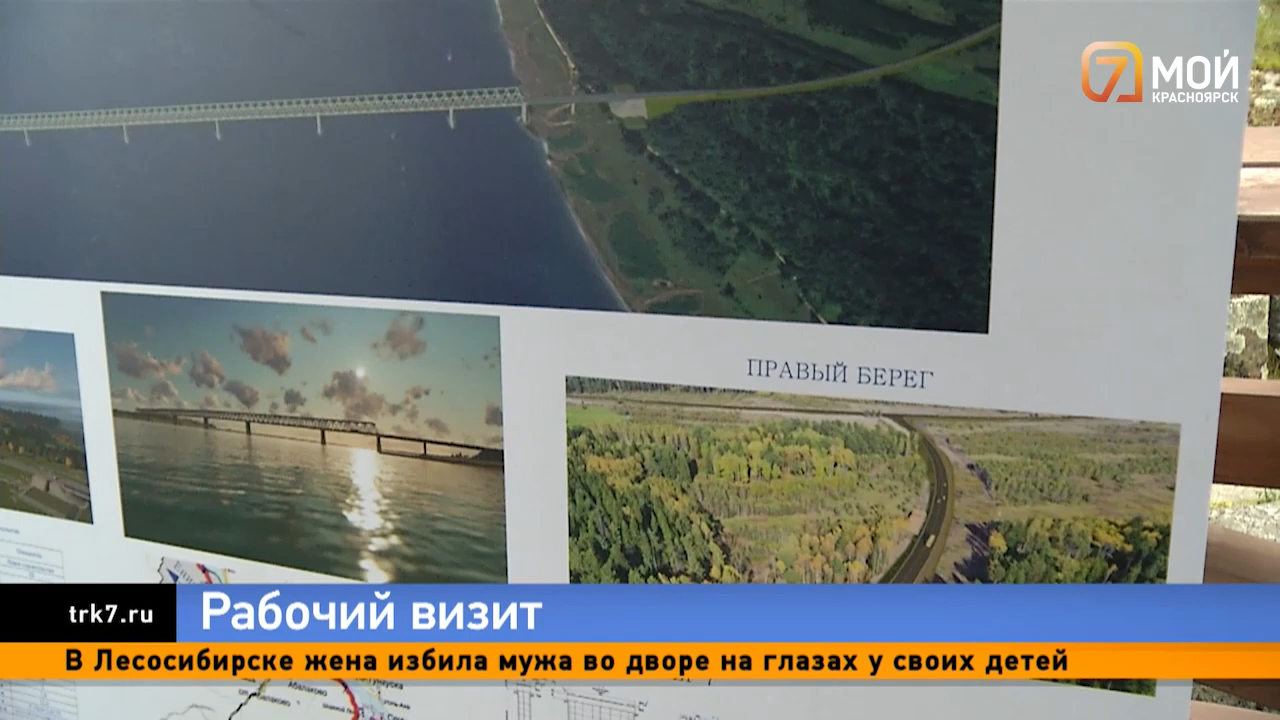 7 МОЙ
КРАСНОЯРСК
ПРАВЫЙ БЕРЕГ
trk7.ru
Рабочий визит
В Лесосибирске жена избила мужа во дворе на глазах у своих детей
Абалаково